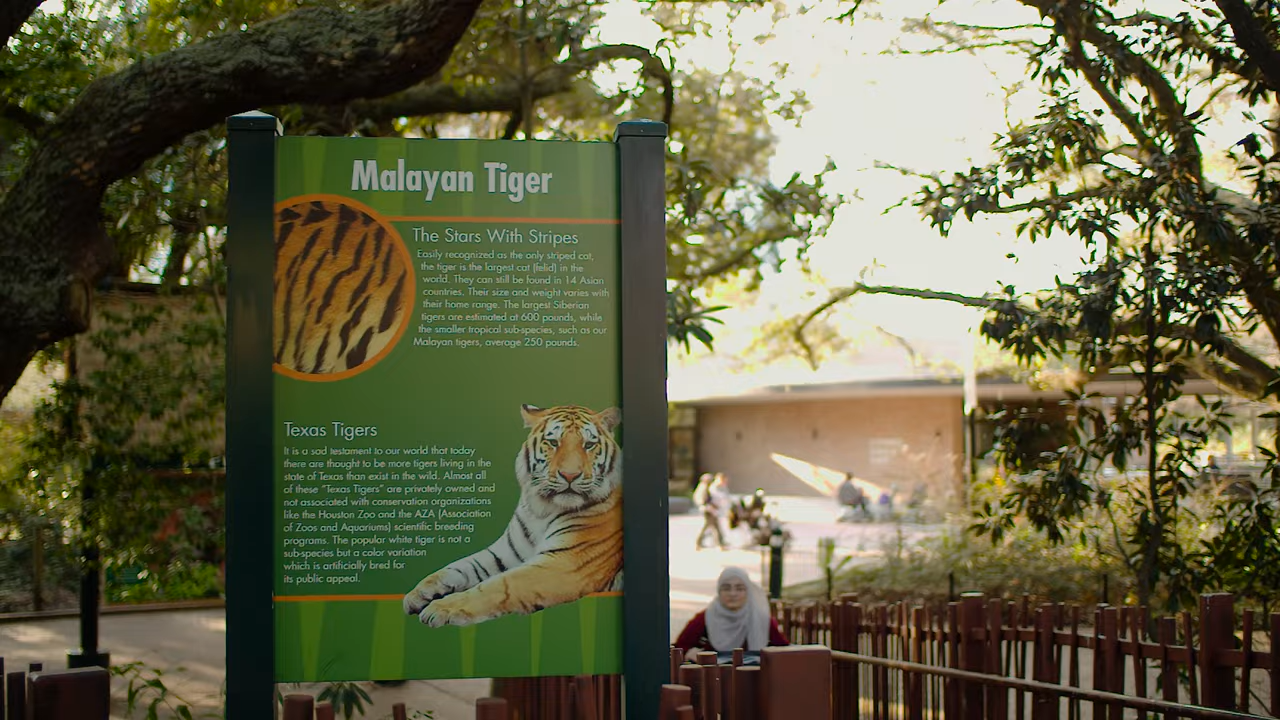 Malayan Tiger
The Stars With Stripes
Easily recognized as the only striped cat,
the tiger is the largest cat (felid) in the
world. They can still be found in 14 Asian
countries. Their size and weight varies with
their home range. The largest Siberian
tigers are estimated at 600 pounds, while
the smaller tropical sub-species, such as our
Malayan tigers, average 250 pounds.
Texas Tigers
It is a sad testament to our world that today
there are thought to be more tigers living in the
state of Texas than exist in the wild. Almost all
of these "Texas Tigers" are privately owned and
not associated with conservation organizations
like the Houston Zoo and the AZA (Association
of Zoos and Aquariums) scientific breeding
programs. The popular white tiger is not a
sub-species but a color variation
which is artificially bred for
its public appeal.